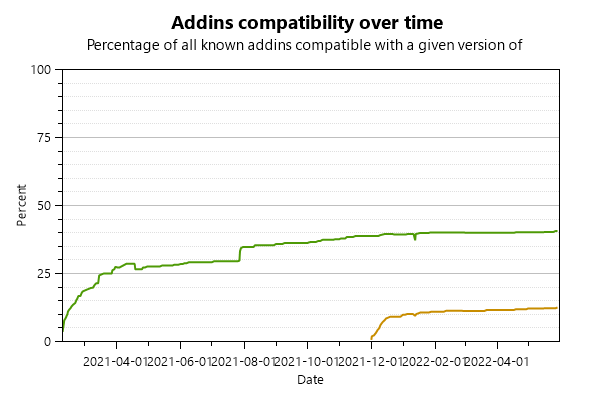 Addins compatibility over time
Percentage of all known addins compatible with a given version of
100
75
50
25
0
Percent
2021-04-01 2021-06-01 2021-08-01 2021-10-01 2021-12-01 2022-02-01 2022-04-01
Date